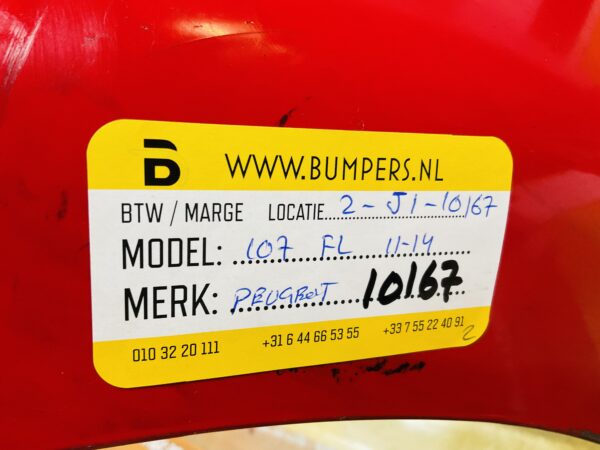 B WWW.BUMPERS.NL
BTW / MARGE LOCATIE 2 - J1 - 10167
MODEL: 107 FL 11-14
MERK: PEUGEOT 10167
010 32 20 111 +31 6 44 66 53 55 +33 7 55 22 40 91
2